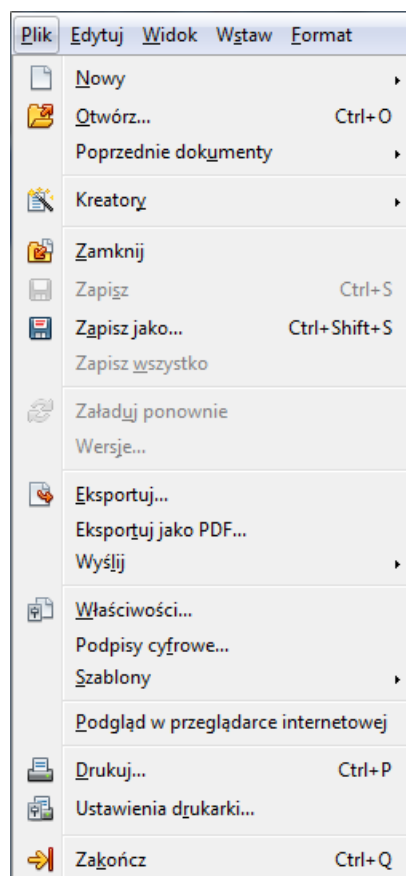 Plik Edytuj Widok Wstaw Format
Nowy
Otwórz... Ctrl+O
Poprzednie dokumenty
Kreatory
Zamknij
Zapisz Ctrl+S
Zapisz jako... Ctrl+Shift+S
Zapisz wszystko
Załaduj ponownie
Wersje...
Eksportuj...
Eksportuj jako PDF...
Wyślij
Właściwości...
Podpisy cyfrowe...
Szablony
Podgląd w przeglądarce internetowej
Drukuj... Ctrl+P
Ustawienia drukarki...
Zakończ Ctrl+Q